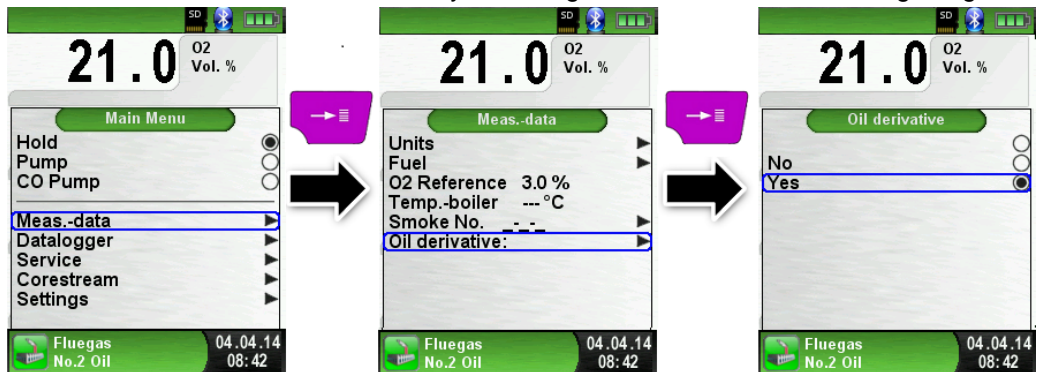 SD
21.0 O2
Vol. %
Main Menu
Hold
Pump
CO Pump
Meas.-data
Datalogger
Service
Corestream
Settings
Fluegas
No.2 Oil
04.04.14
08:42
SD
21.0 O2
Vol. %
Meas.-data
Units
Fuel
O2 Reference 3.0 %
Temp.-boiler --- °C
Smoke No. _-_-_
Oil derivative:
Fluegas
No.2 Oil
04.04.14
08:42
SD
21.0 O2
Vol. %
Oil derivative
No
Yes
Fluegas
No.2 Oil
04.04.14
08:42